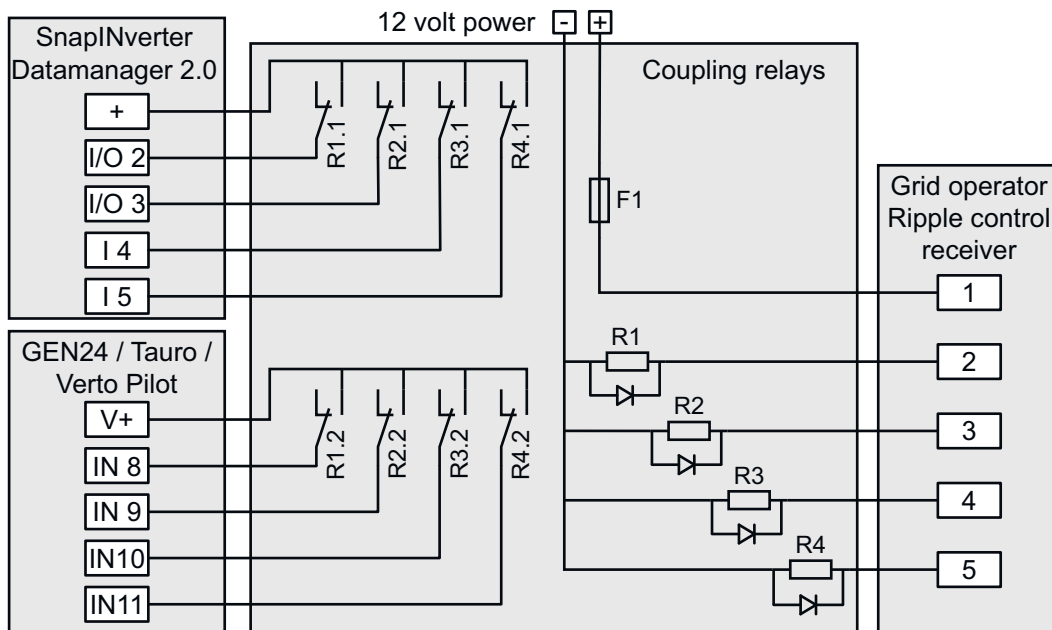 12 volt power - +
SnapINverter
Datamanager 2.0
+
I/O 2
I/O 3
I 4
I 5
R1.1
R2.1
R3.1
R4.1
Coupling relays
F1
GEN24 / Tauro /
Verto Pilot
V+
IN 8
IN 9
IN10
IN11
R1.2
R2.2
R3.2
R4.2
R1
R2
R3
R4
Grid operator
Ripple control
receiver
1
2
3
4
5